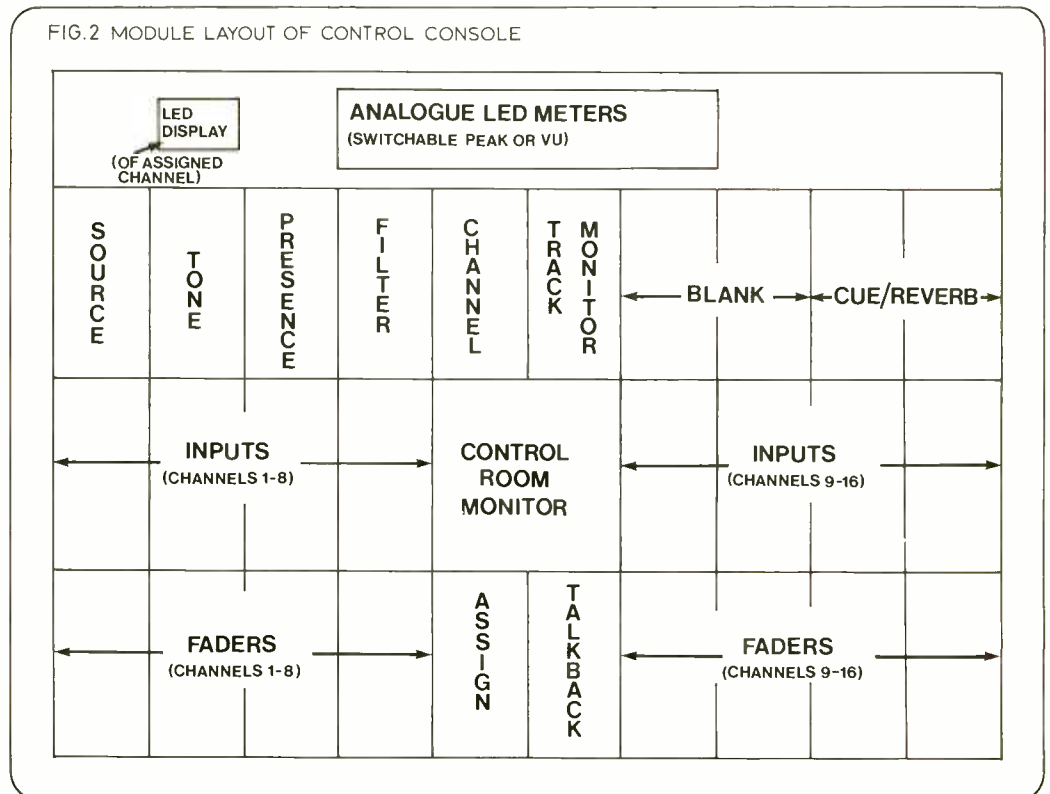 FIG.2 MODULE LAYOUT OF CONTROL CONSOLE
LED
DISPLAY
(OF ASSIGNED
CHANNEL)
ANALOGUE LED METERS
(SWITCHABLE PEAK OR VU)
SOURCE
TONE
PRESENCE
FILTER
CHANNEL
TRACK
MONITOR
BLANK
CUE/REVERB
INPUTS
(CHANNELS 1-8)
CONTROL
ROOM
MONITOR
INPUTS
(CHANNELS 9-16)
FADERS
(CHANNELS 1-8)
ASSIGN
TALKBACK
FADERS
(CHANNELS 9-16)